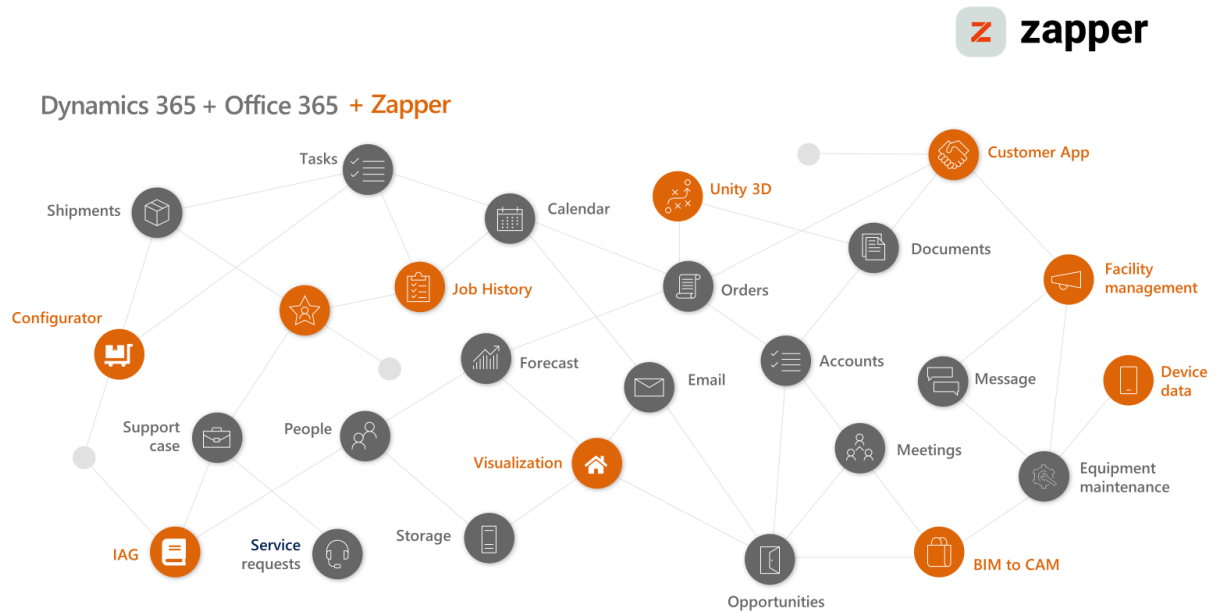 Z zapper
Dynamics 365 + Office 365 + Zapper
Tasks
Customer App
Unity 3D
Shipments
Calendar
Documents
Facility
management
Job History
Orders
Configurator
Forecast
Accounts
Email
Message
Device
data
Support
case
People
Visualization
Meetings
Equipment
maintenance
Storage
Service
requests
IAG
BIM to CAM
Opportunities